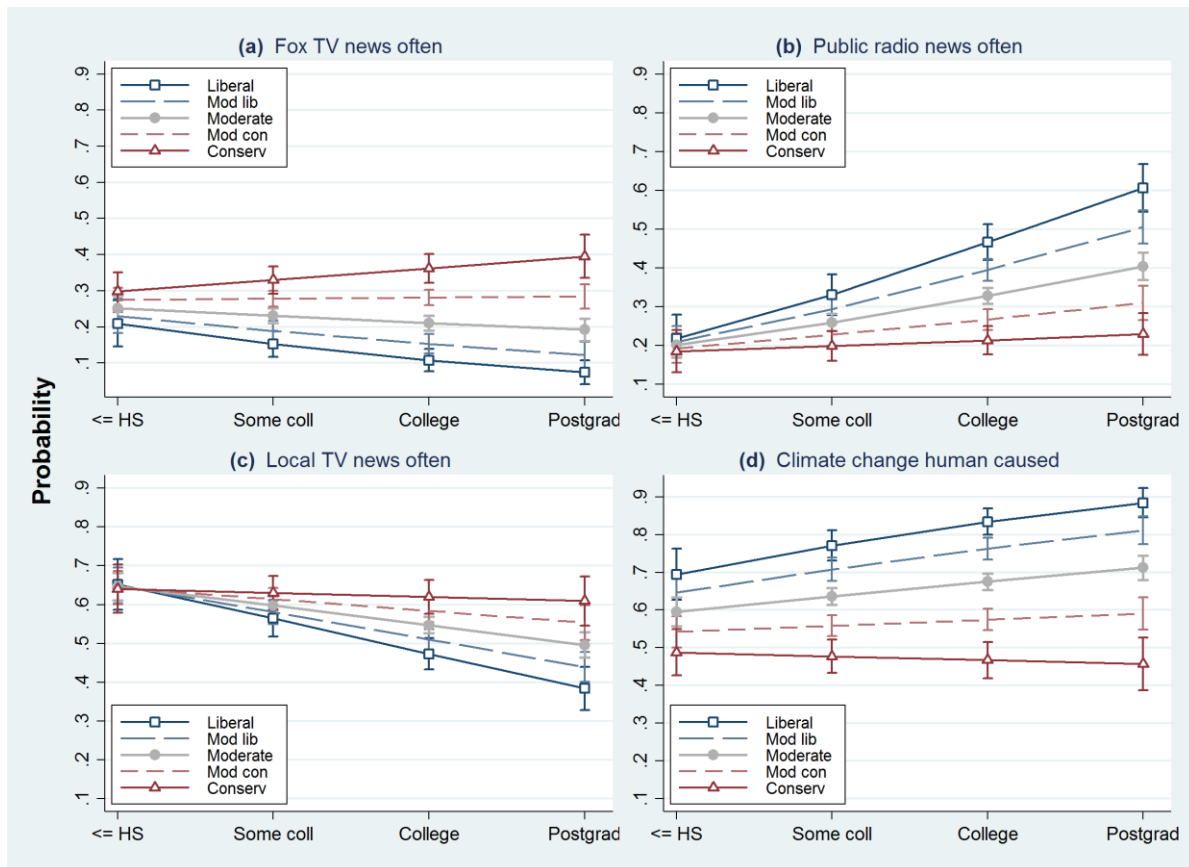 (a) Fox TV news often
Liberal
Mod lib
Moderate
Mod con
Conserv
.9
.8
.7
.6
.5
.4
.3
.2
.1
<= HS Some coll College Postgrad
(b) Public radio news often
Liberal
Mod lib
Moderate
Mod con
Conserv
.9
.8
.7
.6
.5
.4
.3
.2
.1
<= HS Some coll College Postgrad
Probability
(c) Local TV news often
.9
.8
.7
.6
.5
.4
.3
.2
.1
Liberal
Mod lib
Moderate
Mod con
Conserv
<= HS Some coll College Postgrad
(d) Climate change human caused
.9
.8
.7
.6
.5
.4
.3
.2
.1
Liberal
Mod lib
Moderate
Mod con
Conserv
<= HS Some coll College Postgrad